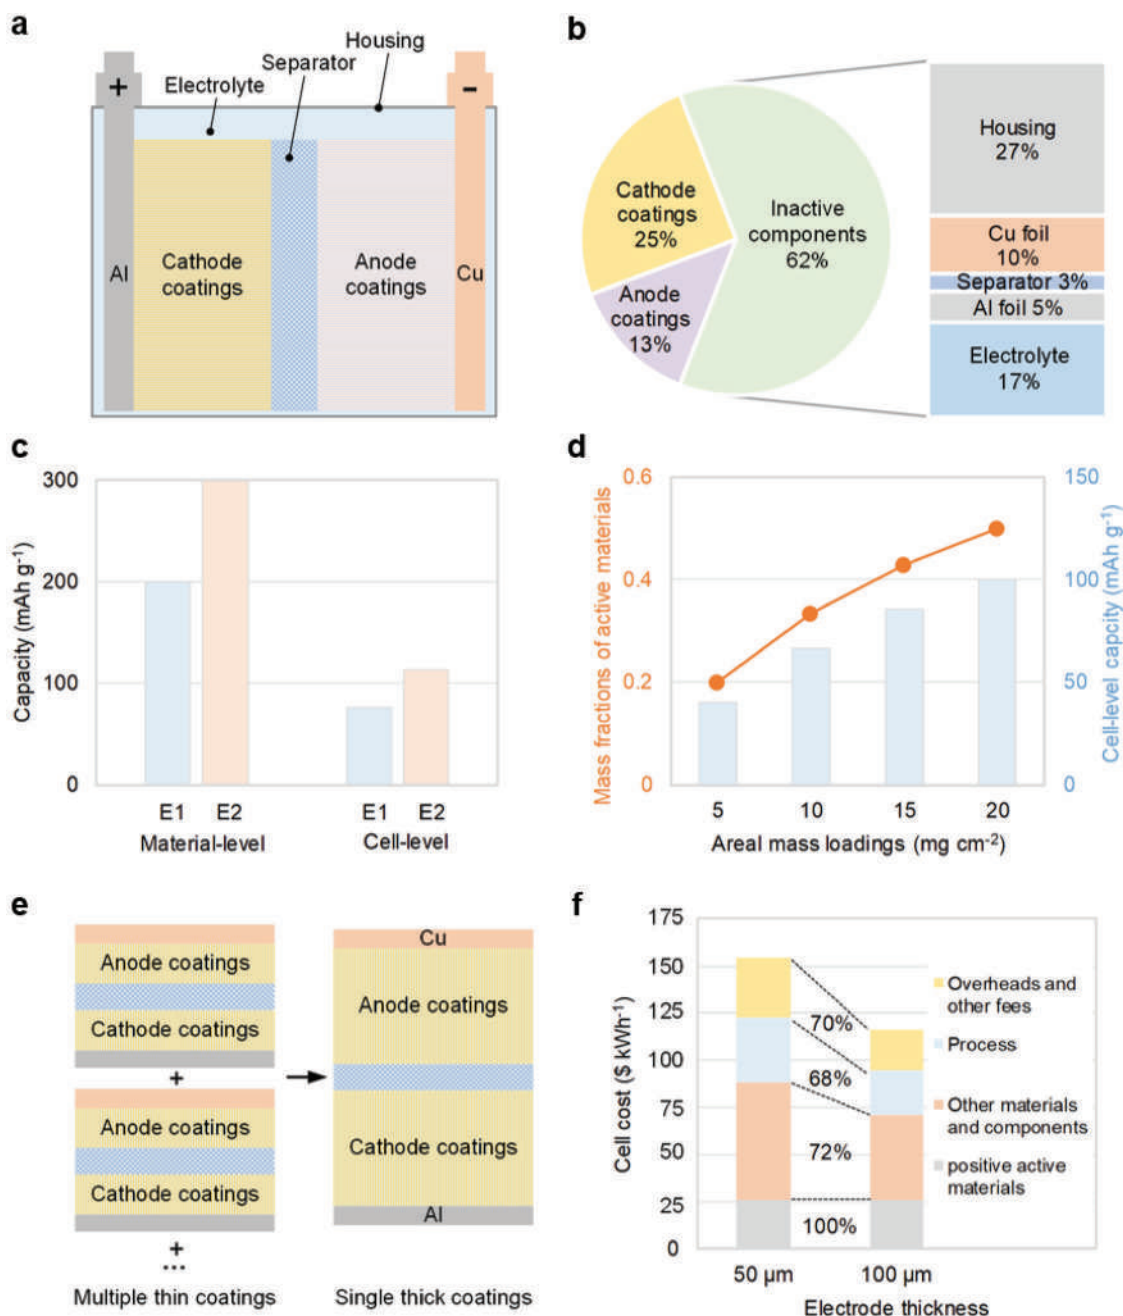 a
Housing
Separator
Electrolyte
+
-
Al
Cathode
coatings
Anode
coatings
Cu
b
Cathode
coatings
25%
Inactive
components
62%
Anode
coatings
13%
Housing
27%
Cu foil
10%
Separator 3%
Al foil 5%
Electrolyte
17%
c
Capacity (mAh g⁻¹)
300
200
100
0
E1
E2
E1
E2
Material-level
Cell-level
d
Mass fractions of active materials
0.6
0.4
0.2
0
150
100
50
0
Cell-level capcity (mAh g⁻¹)
5
10
15
20
Areal mass loadings (mg cm⁻²)
e
Anode coatings
Cathode coatings
+
Anode coatings
Cathode coatings
+
...
Multiple thin coatings
Cu
Anode coatings
Cathode coatings
Al
Single thick coatings
f
Cell cost ($ kWh⁻¹)
175
150
125
100
75
50
25
0
70%
68%
72%
100%
Overheads and
other fees
Process
Other materials
and components
positive active
materials
50 µm
100 µm
Electrode thickness